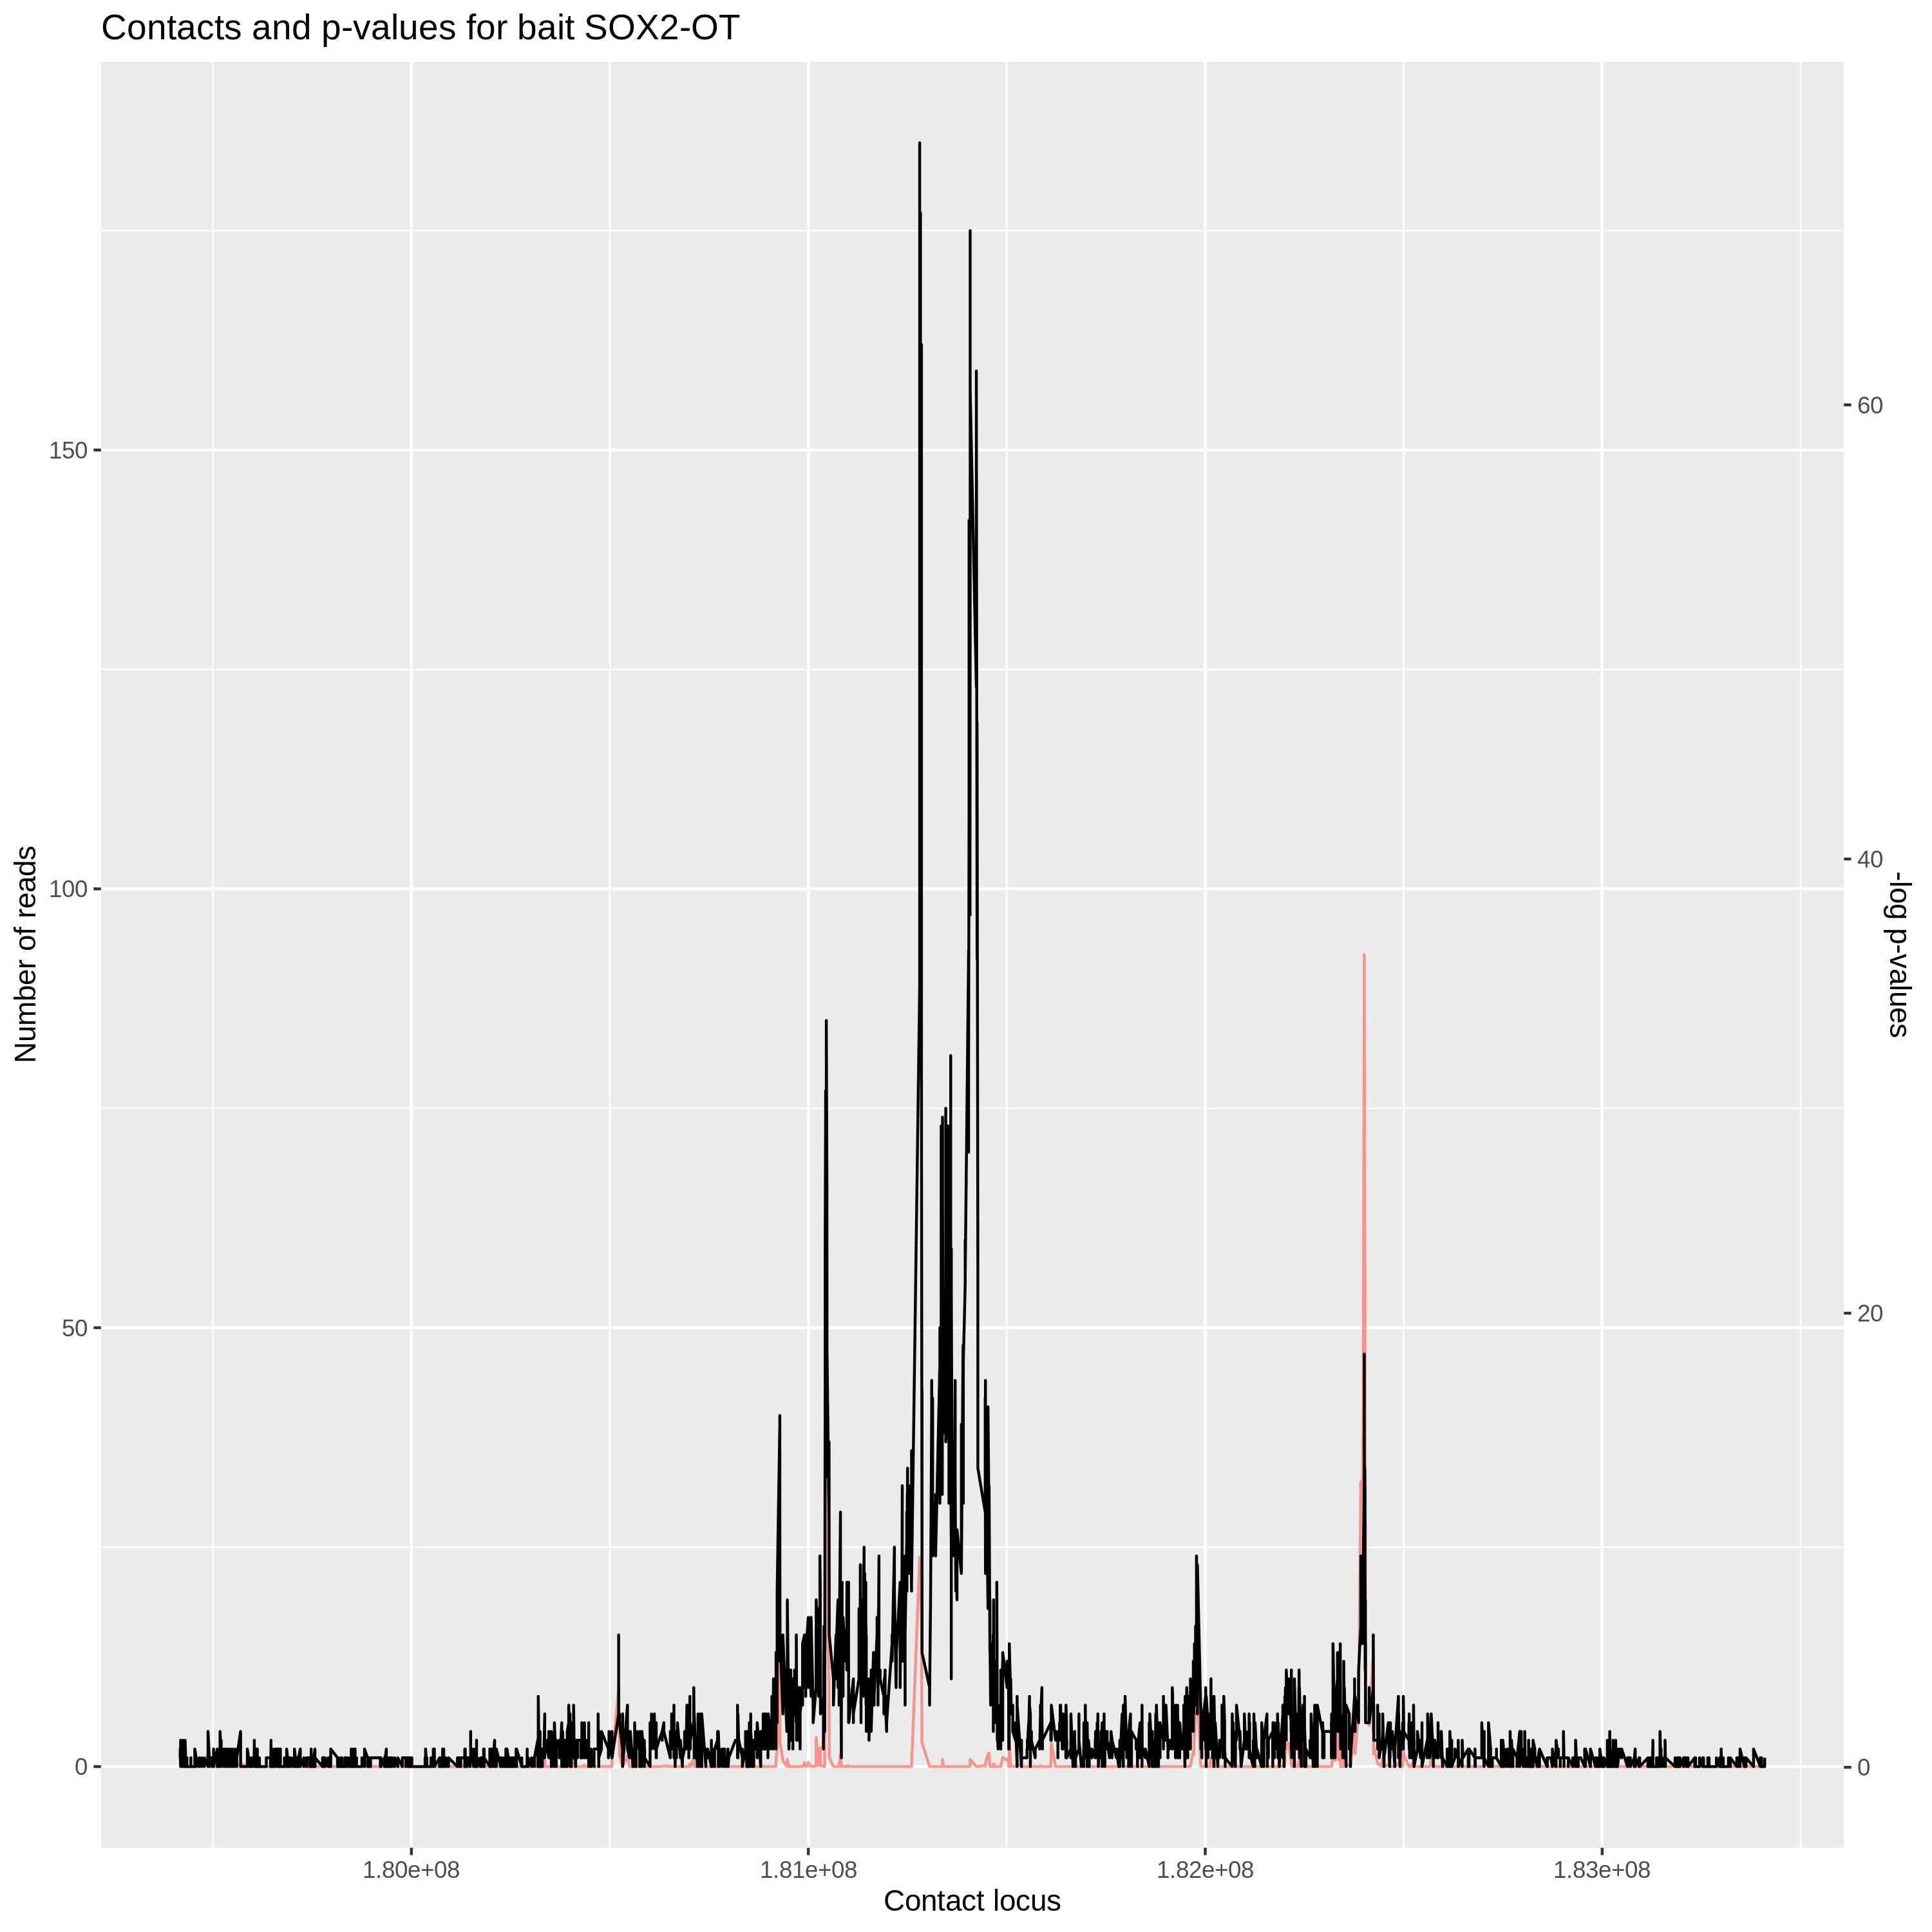 Contacts and p-values for bait SOX2-OT
150
100
50
0
60
40
20
0
Number of reads
-log p-values
1.80e+08
1.81e+08
1.82e+08
1.83e+08
Contact locus